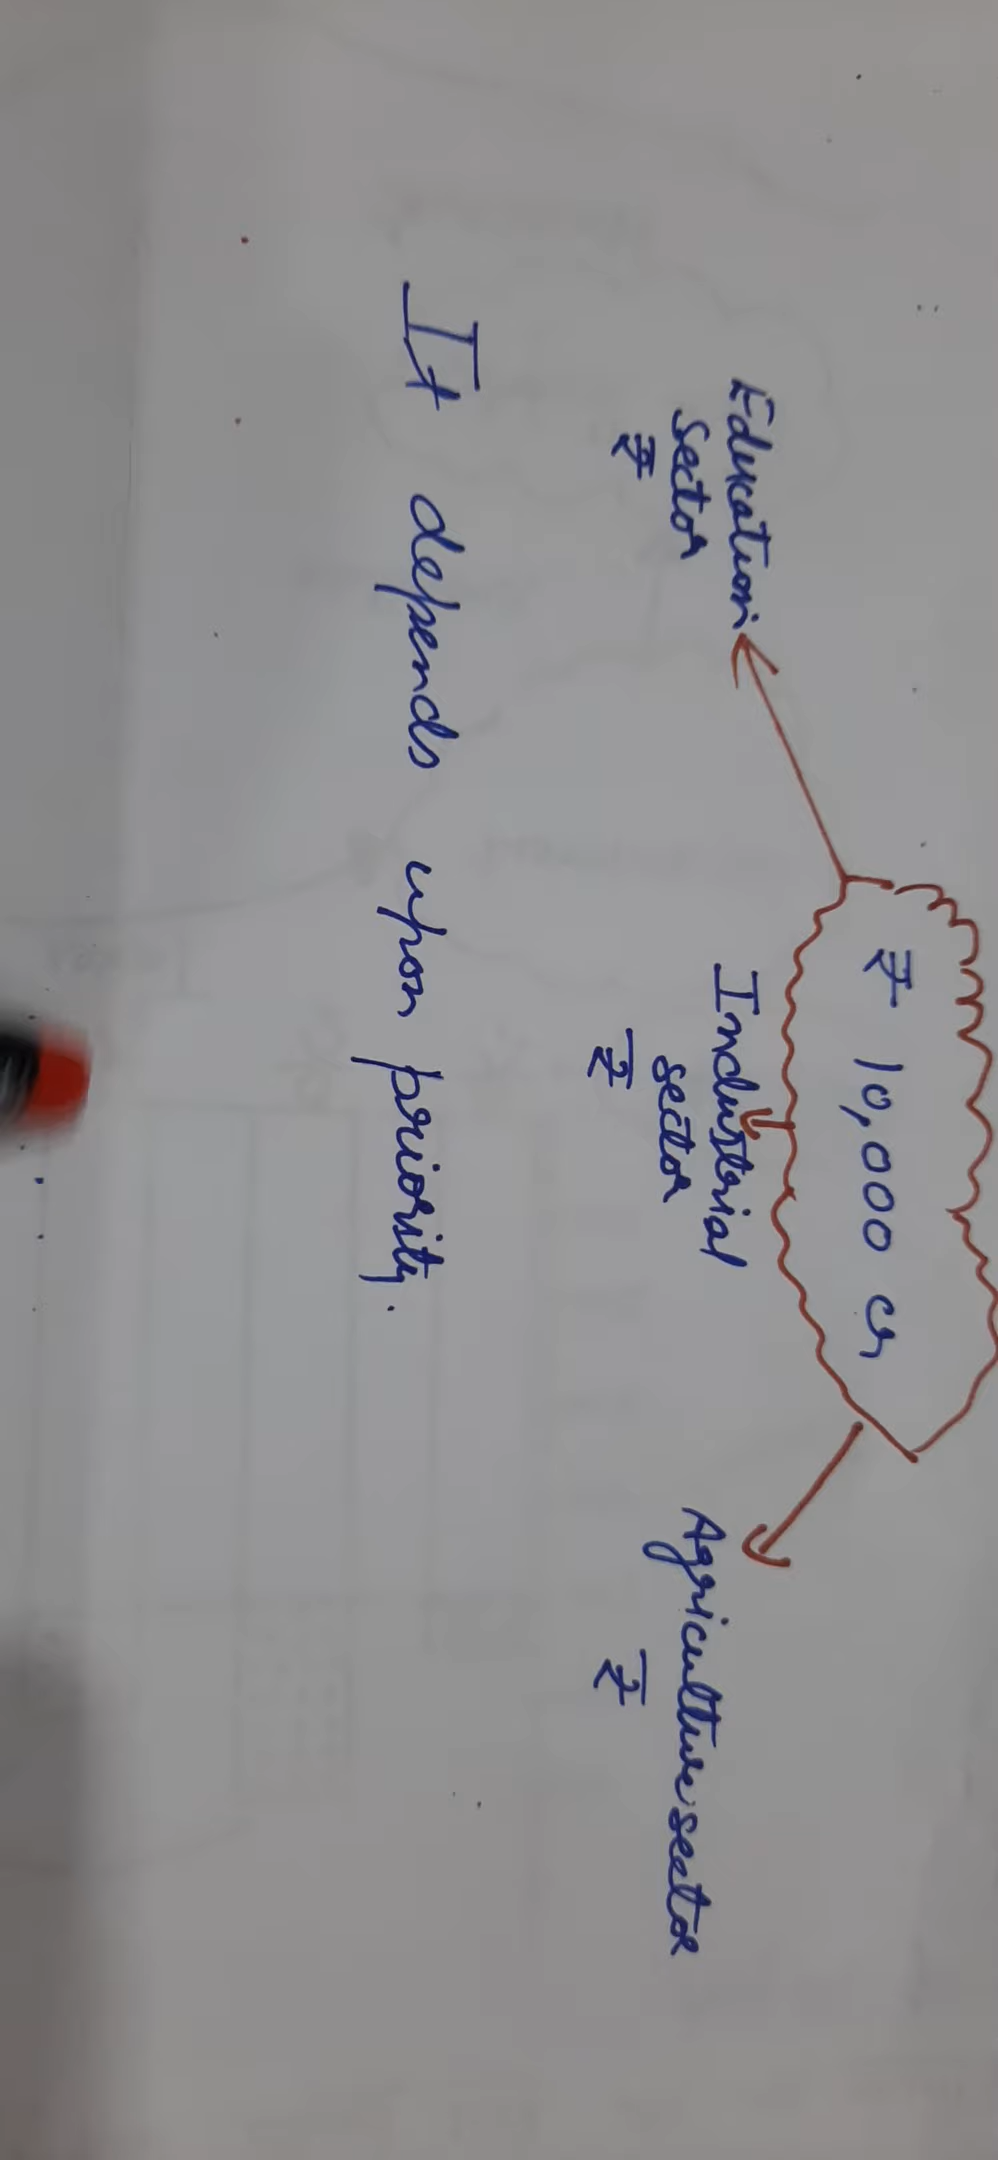 ₹ 10,000 cr
Education
sector
₹
Industrial
sector
₹
Agriculture sector
₹
It depends upon priority.